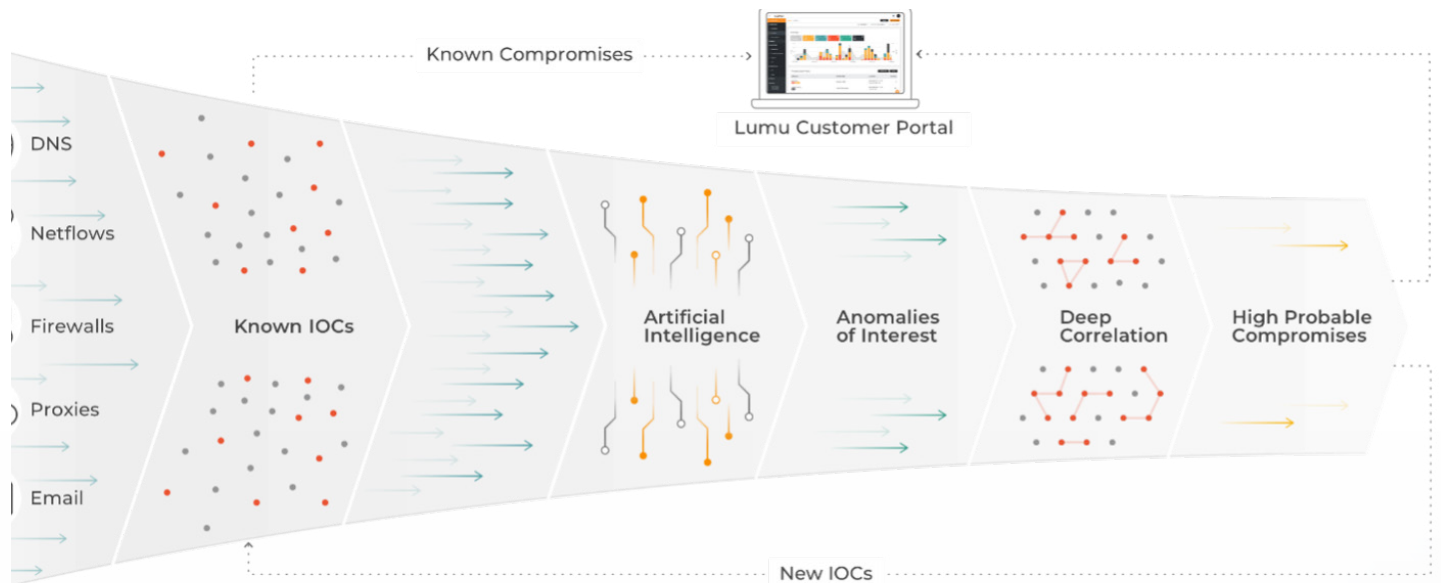 Known Compromises
Lumu Customer Portal
DNS
Netflows
Firewalls
Proxies
Email
Known IOCs
Artificial
Intelligence
Anomalies
of Interest
Deep
Correlation
High Probable
Compromises
New IOCs